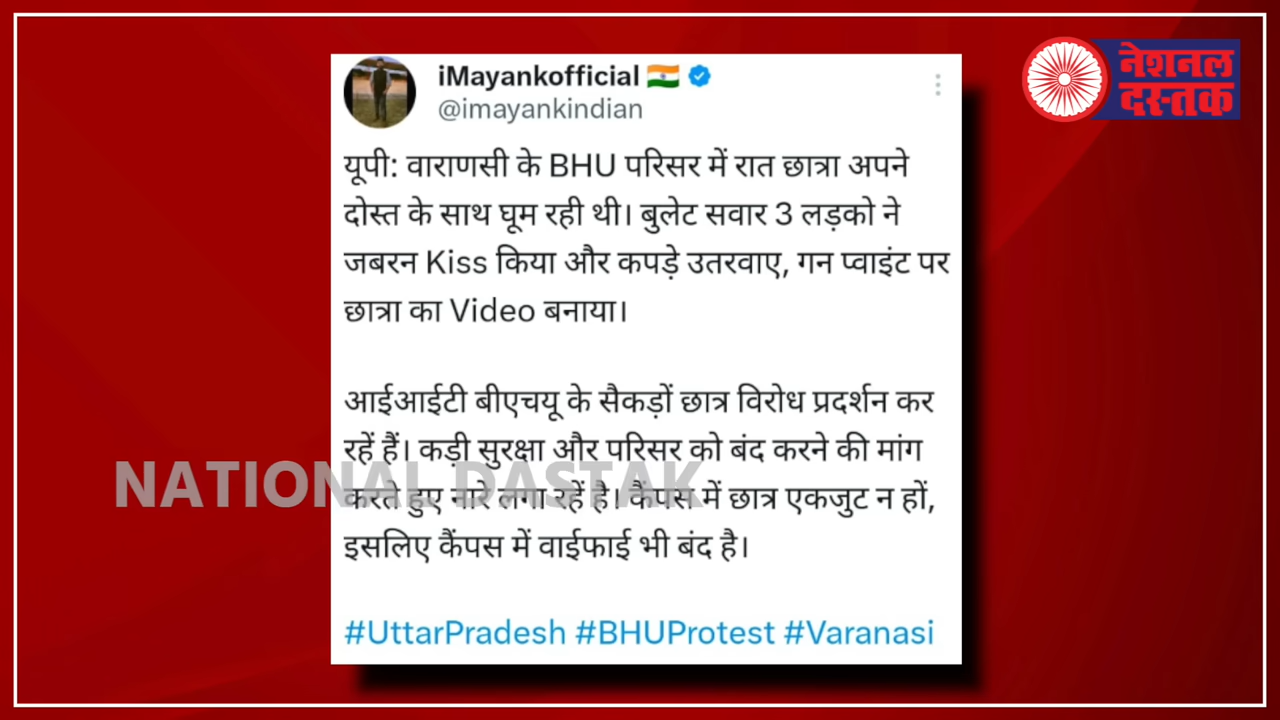 iMayankofficial
@imayankindian
नेशनल
दस्तक
यूपी: वाराणसी के BHU परिसर में रात छात्रा अपने
दोस्त के साथ घूम रही थी। बुलेट सवार 3 लड़को ने
जबरन Kiss किया और कपड़े उतरवाए, गन प्वाइंट पर
छात्रा का Video बनाया।
आईआईटी बीएचयू के सैकड़ों छात्र विरोध प्रदर्शन कर
रहें हैं। कड़ी सुरक्षा और परिसर को बंद करने की मांग
NATIONAL DASTAK
करते हुए नारे लगा रहें है। कैंपस में छात्र एकजुट न हों,
इसलिए कैंपस में वाईफाई भी बंद है।
#UttarPradesh #BHUProtest #Varanasi